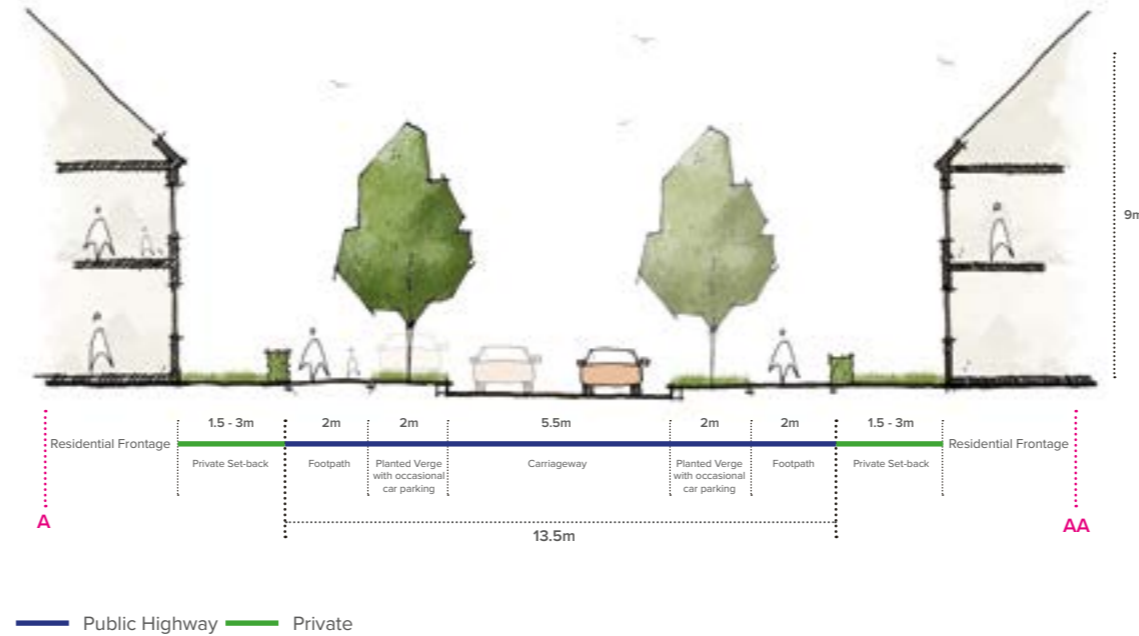 9m
1.5 - 3m 2m 2m 5.5m 2m 2m 1.5 - 3m
Residential Frontage Residential Frontage
Private Set-back Footpath Planted Verge Carriageway Planted Verge Footpath Private Set-back
with occasional with occasional
car parking car parking
A AA
13.5m
Public Highway Private